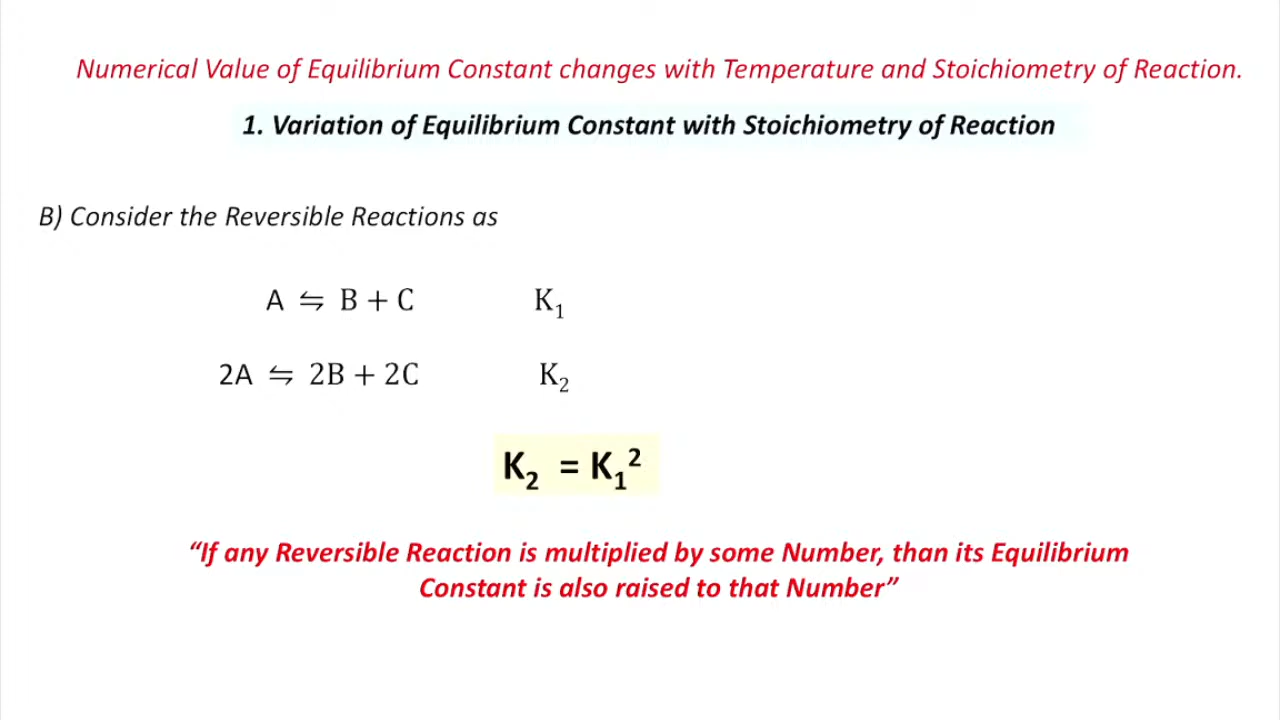 Numerical Value of Equilibrium Constant changes with Temperature and Stoichiometry of Reaction.
1. Variation of Equilibrium Constant with Stoichiometry of Reaction
B) Consider the Reversible Reactions as
A ⇋ B + C K₁
2A ⇋ 2B + 2C K₂
K₂ = K₁²
“If any Reversible Reaction is multiplied by some Number, than its Equilibrium
Constant is also raised to that Number”